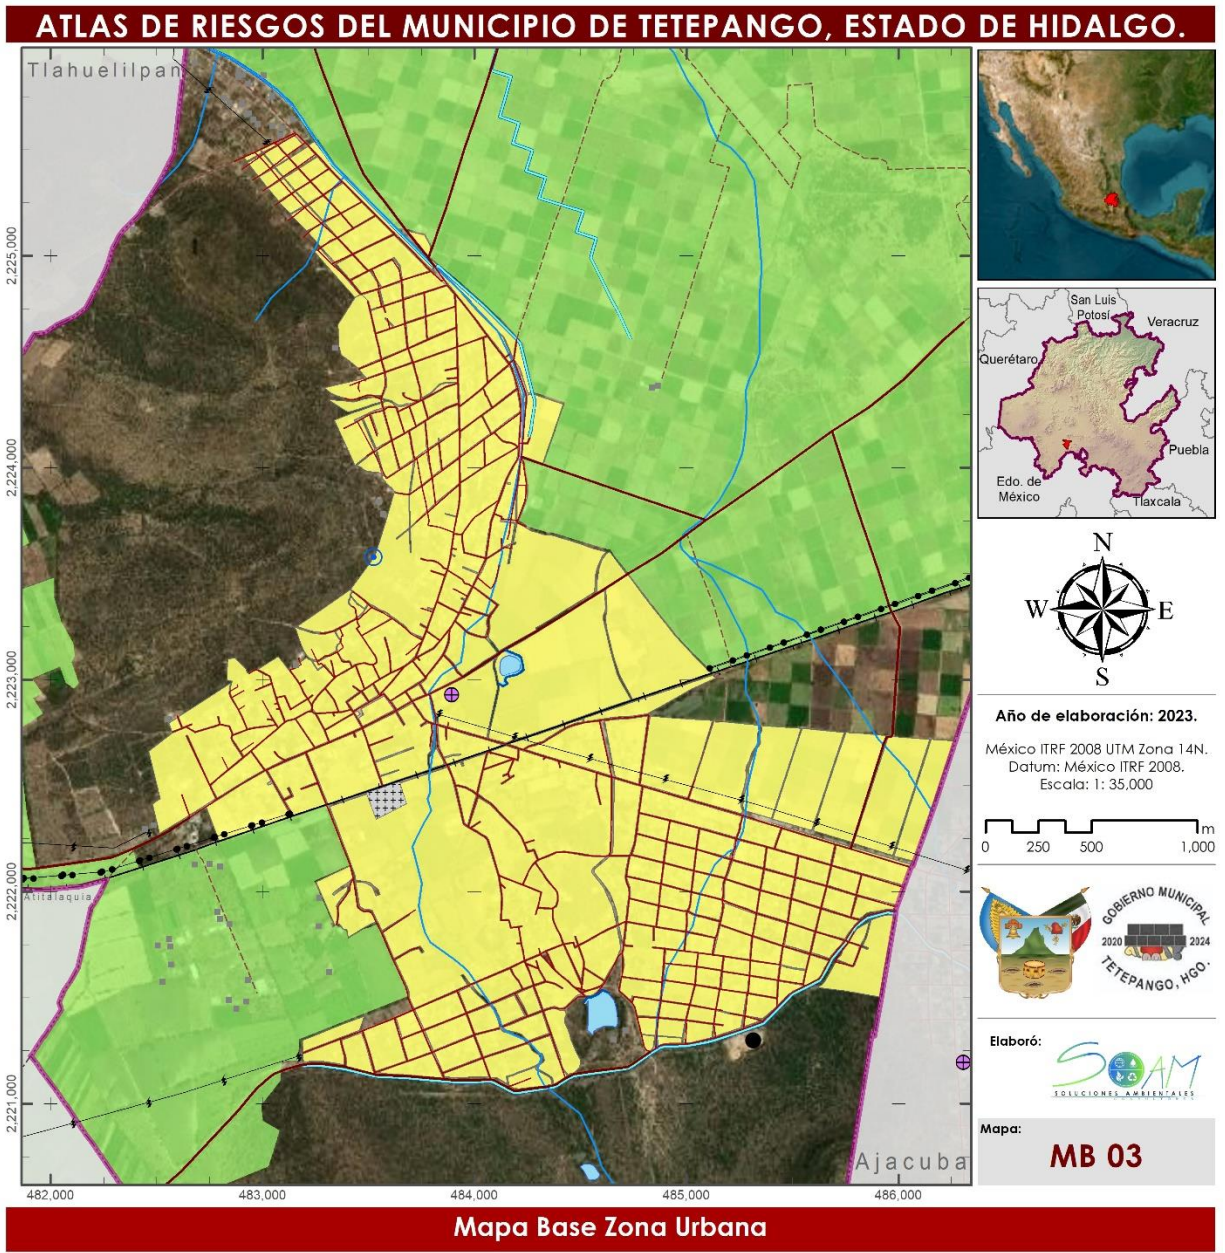 ATLAS DE RIESGOS DEL MUNICIPIO DE TETEPANGO, ESTADO DE HIDALGO.
Tlahuelilpan
2,225,000
2,224,000
2,223,000
2,222,000
2,221,000
Atitalaquia
Ajacuba
482,000
483,000
484,000
485,000
486,000
San Luis
Potosí
Veracruz
Querétaro
Puebla
Edo. de
México
Tlaxcala
N
W
E
S
Año de elaboración: 2023.
México ITRF 2008 UTM Zona 14N.
Datum: México ITRF 2008.
Escala: 1: 35,000
m
0 250 500 1,000
GOBIERNO MUNICIPAL
2020 2024
TETEPANGO, HGO.
Elaboró:
SOAM
SOLUCIONES AMBIENTALES
Mapa:
MB 03
Mapa Base Zona Urbana